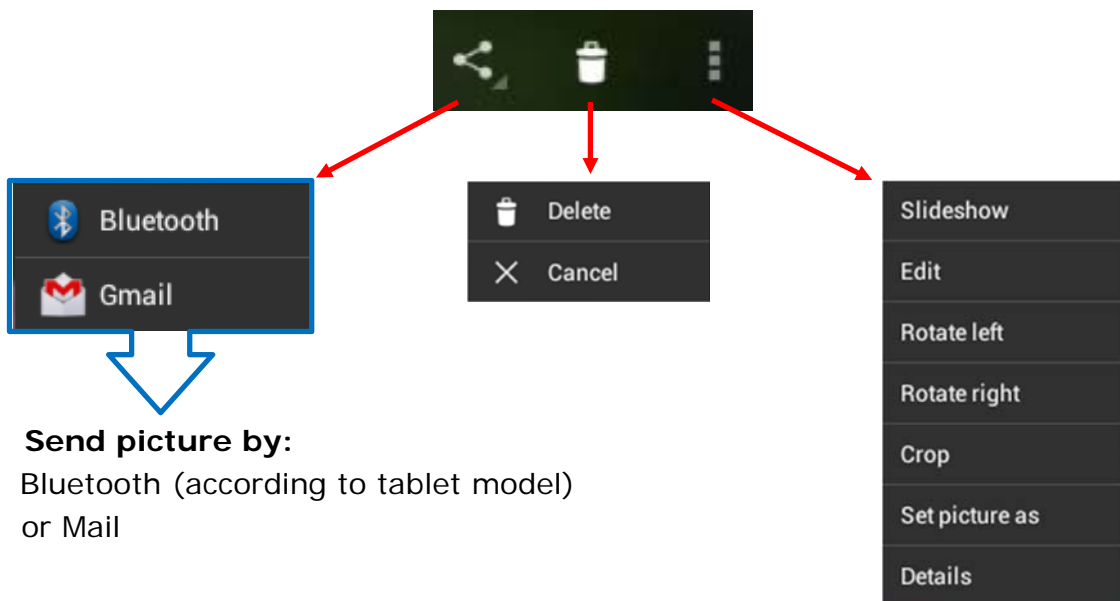 Bluetooth
Gmail
Send picture by:
Bluetooth (according to tablet model)
or Mail
Delete
Cancel
Slideshow
Edit
Rotate left
Rotate right
Crop
Set picture as
Details